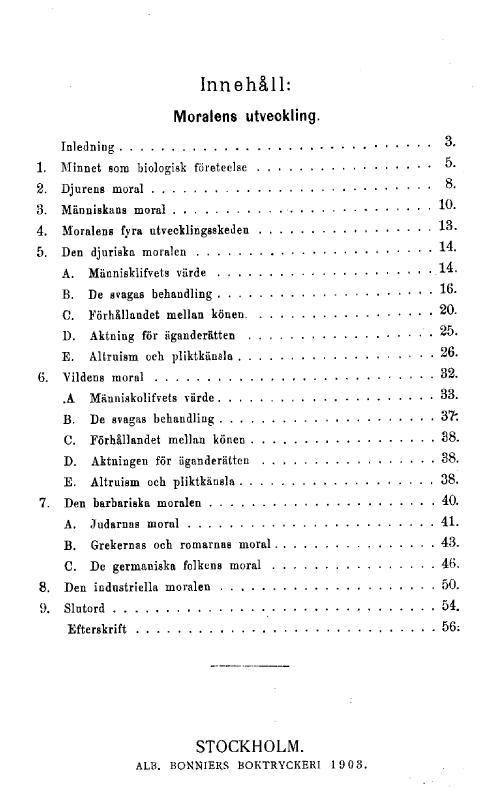 Innehåll:
Moralens utveckling.
Inledning . . . . . . . . . . . . . . . . . . . . . . . . . . . . . 3.
1. Minnet som biologisk företeelse . . . . . . . . . . . . . . . . . 5.
2. Djurens moral . . . . . . . . . . . . . . . . . . . . . . . . . . 8.
3. Människans moral . . . . . . . . . . . . . . . . . . . . . . . . 10.
4. Moralens fyra utvecklingsskeden . . . . . . . . . . . . . . . . . 13.
5. Den djuriska moralen . . . . . . . . . . . . . . . . . . . . . . 14.
A. Människlifvets värde . . . . . . . . . . . . . . . . . . . . . 14.
B. De svagas behandling . . . . . . . . . . . . . . . . . . . . . 16.
C. Förhållandet mellan könen. . . . . . . . . . . . . . . . . . . 20.
D. Aktning för äganderätten . . . . . . . . . . . . . . . . . . . 25.
E. Altruism och pliktkänsla . . . . . . . . . . . . . . . . . . . 26.
6. Vildens moral . . . . . . . . . . . . . . . . . . . . . . . . . . 32.
.A Människolifvets värde . . . . . . . . . . . . . . . . . . . . . 33.
B. De svagas behandling . . . . . . . . . . . . . . . . . . . . . 37.
C. Förhållandet mellan könen . . . . . . . . . . . . . . . . . . . 38.
D. Aktningen för äganderätten . . . . . . . . . . . . . . . . . . 38.
E. Altruism och pliktkänsla . . . . . . . . . . . . . . . . . . . 38.
7. Den barbariska moralen . . . . . . . . . . . . . . . . . . . . . 40.
A. Judarnas moral . . . . . . . . . . . . . . . . . . . . . . . . 41.
B. Grekernas och romarnas moral . . . . . . . . . . . . . . . . . 43.
C. De germaniska folkens moral . . . . . . . . . . . . . . . . . . 46.
8. Den industriella moralen . . . . . . . . . . . . . . . . . . . . 50.
9. Slutord . . . . . . . . . . . . . . . . . . . . . . . . . . . . . 54.
Efterskrift . . . . . . . . . . . . . . . . . . . . . . . . . . . . 56.
STOCKHOLM.
ALB. BONNIERS BOKTRYCKERI 1903.